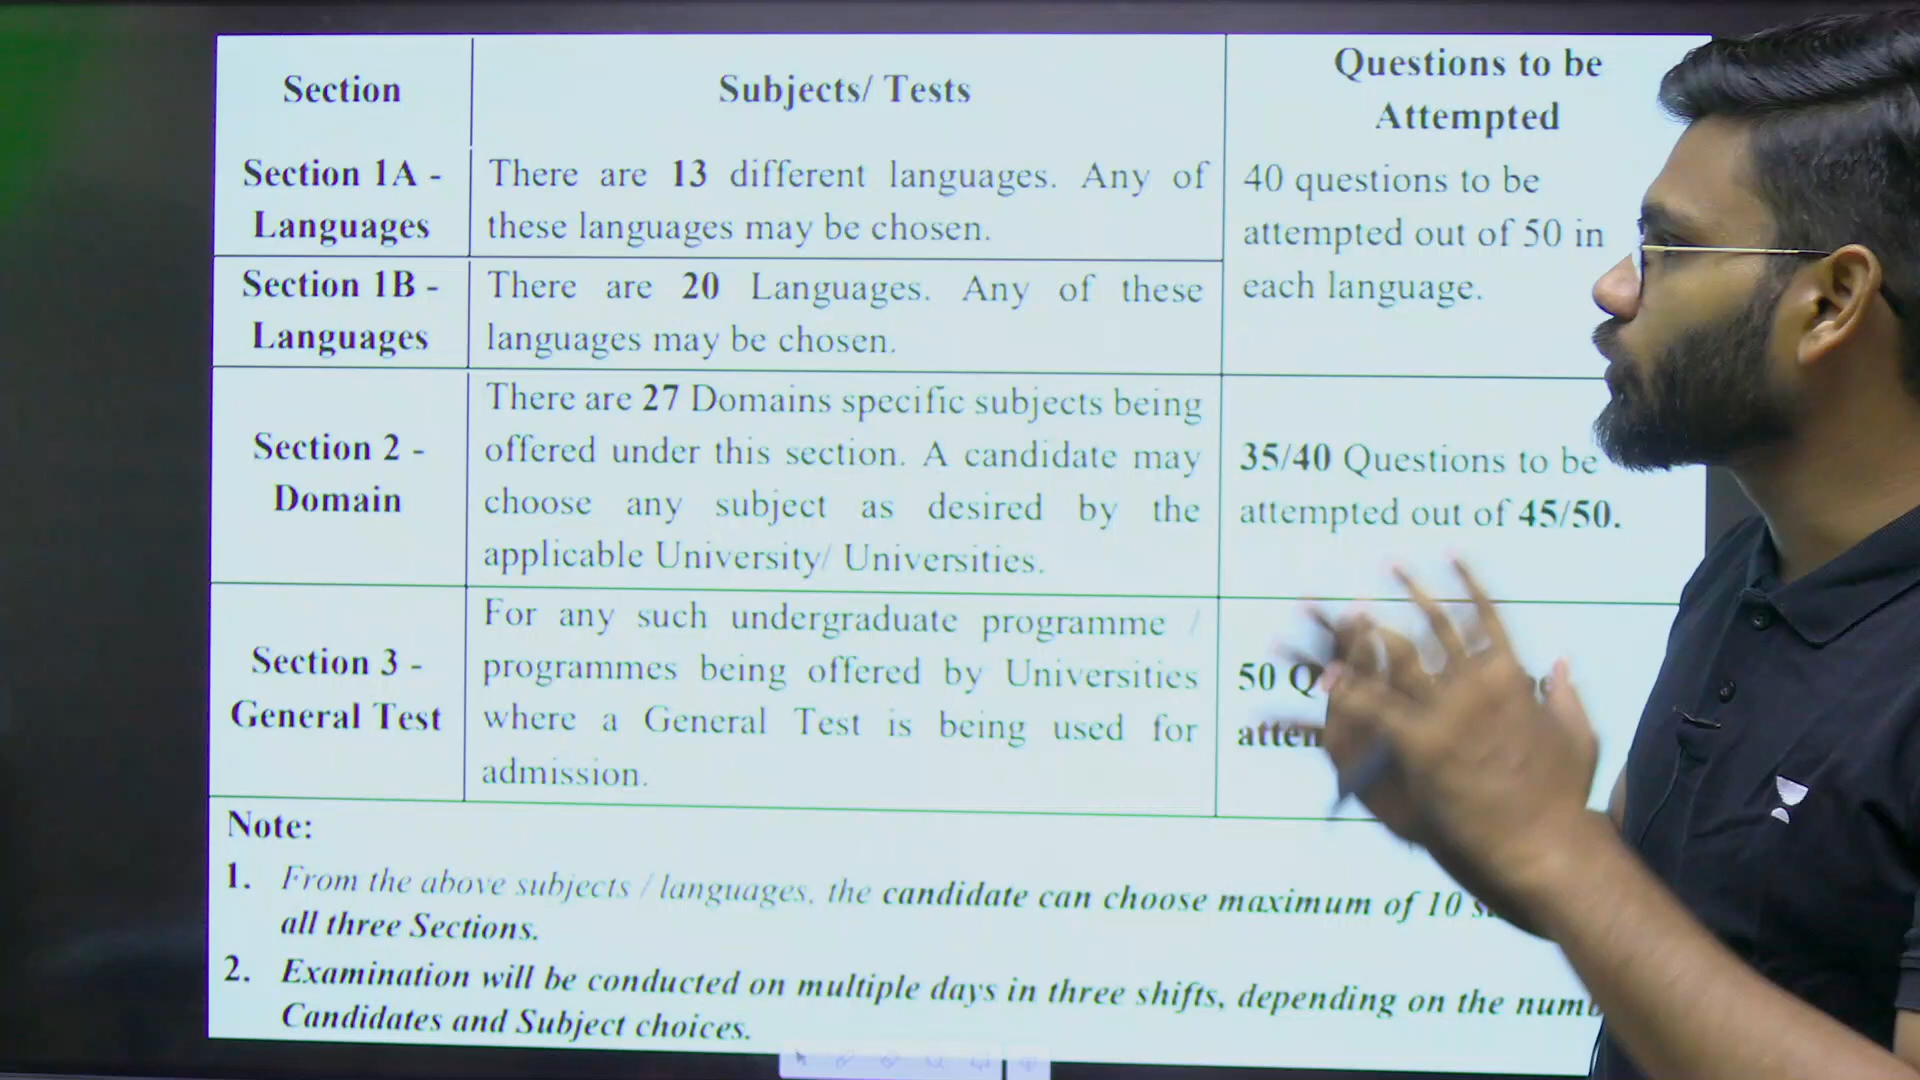 Section
Subjects/ Tests
Questions to be
Attempted
Section 1A -
Languages
There are 13 different languages. Any of
these languages may be chosen.
40 questions to be
attempted out of 50 in
each language.
Section 1B -
Languages
There are 20 Languages. Any of these
languages may be chosen.
Section 2 -
Domain
There are 27 Domains specific subjects being
offered under this section. A candidate may
choose any subject as desired by the
applicable University/ Universities.
35/40 Questions to be
attempted out of 45/50.
Section 3 -
General Test
For any such undergraduate programme /
programmes being offered by Universities
where a General Test is being used for
admission.
50
Note:
1. From the above subjects / languages, the candidate can choose maximum of 10
all three Sections.
2. Examination will be conducted on multiple days in three shifts, depending on the
Candidates and Subject choices.